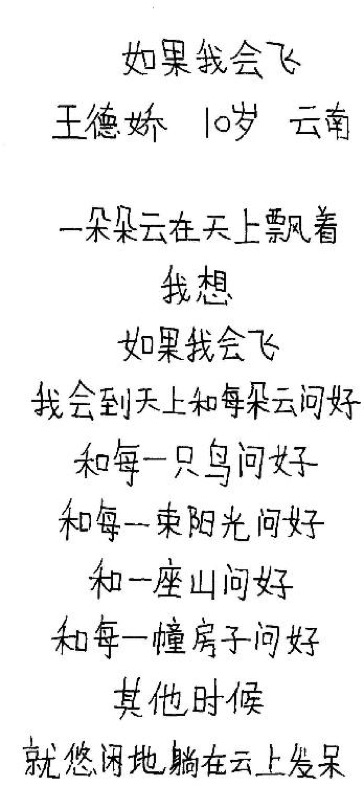 如果我会飞
王德娇 10岁 云南
一朵朵云在天上飘着
我想
如果我会飞
我会到天上和每朵云问好
和每一只鸟问好
和每一束阳光问好
和一座山问好
和每一幢房子问好
其他时候
就悠闲地躺在云上发呆